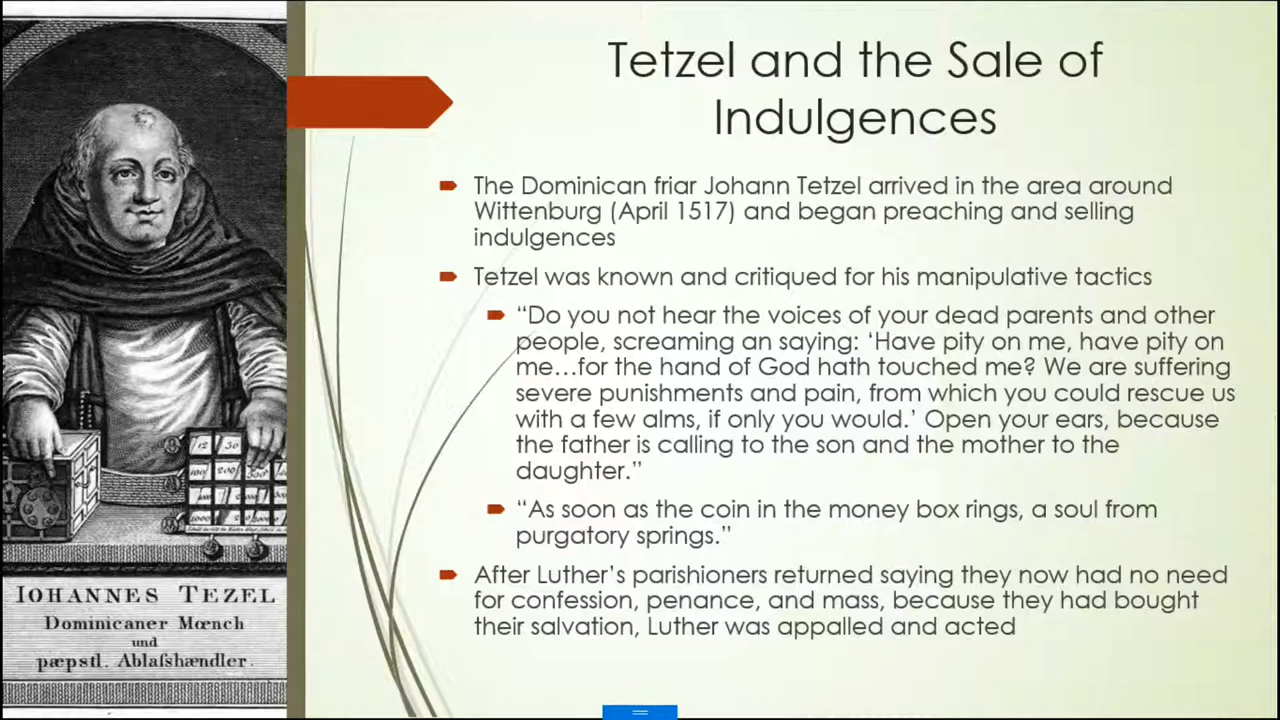 Tetzel and the Sale of
Indulgences
The Dominican friar Johann Tetzel arrived in the area around
Wittenburg (April 1517) and began preaching and selling
indulgences
Tetzel was known and critiqued for his manipulative tactics
“Do you not hear the voices of your dead parents and other
people, screaming an saying: ‘Have pity on me, have pity on
me…for the hand of God hath touched me? We are suffering
severe punishments and pain, from which you could rescue us
with a few alms, if only you would.’ Open your ears, because
the father is calling to the son and the mother to the
daughter.”
“As soon as the coin in the money box rings, a soul from
purgatory springs.”
After Luther’s parishioners returned saying they now had no need
for confession, penance, and mass, because they had bought
their salvation, Luther was appalled and acted
IOHANNES TEZEL
Dominicaner Mœnch
und
pæpstl. Ablaſshændler.